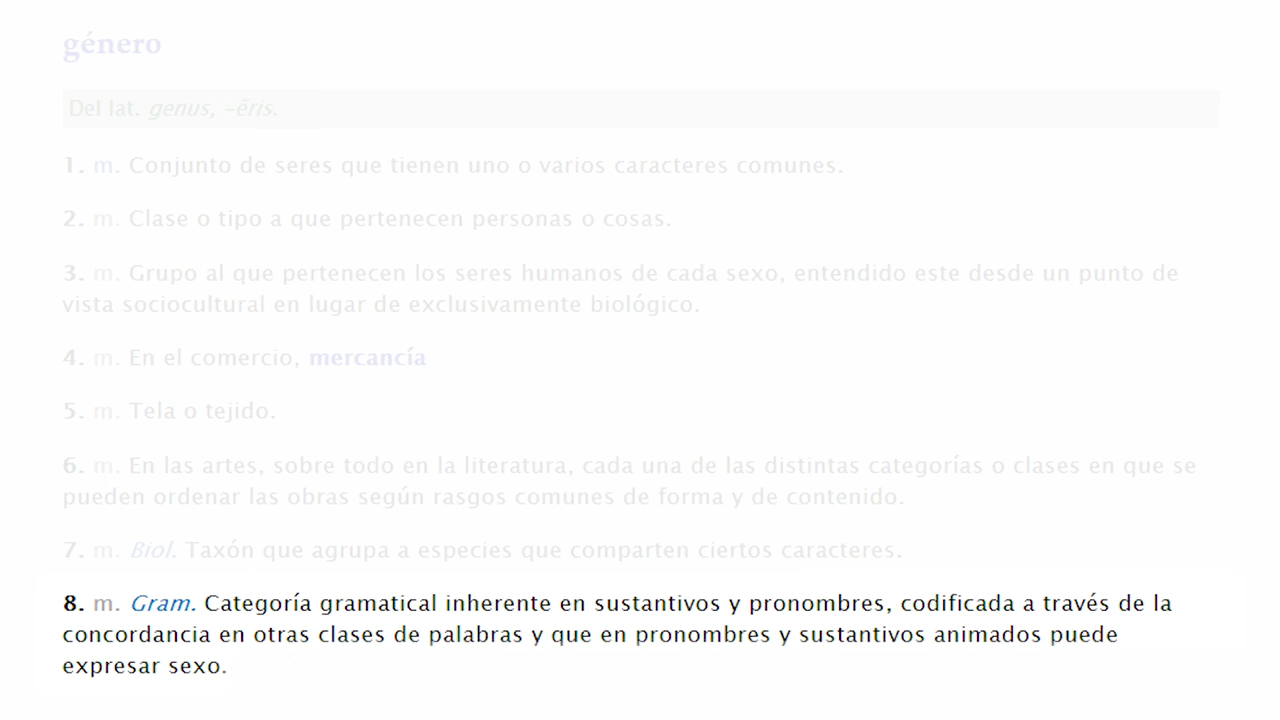 género
Del lat. genus, -ĕris.
1. m. Conjunto de seres que tienen uno o varios caracteres comunes.
2. m. Clase o tipo a que pertenecen personas o cosas.
3. m. Grupo al que pertenecen los seres humanos de cada sexo, entendido este desde un punto de
vista sociocultural en lugar de exclusivamente biológico.
4. m. En el comercio, mercancía
5. m. Tela o tejido.
6. m. En las artes, sobre todo en la literatura, cada una de las distintas categorías o clases en que se
pueden ordenar las obras según rasgos comunes de forma y de contenido.
7. m. Biol. Taxón que agrupa a especies que comparten ciertos caracteres.
8. m. Gram. Categoría gramatical inherente en sustantivos y pronombres, codificada a través de la
concordancia en otras clases de palabras y que en pronombres y sustantivos animados puede
expresar sexo.